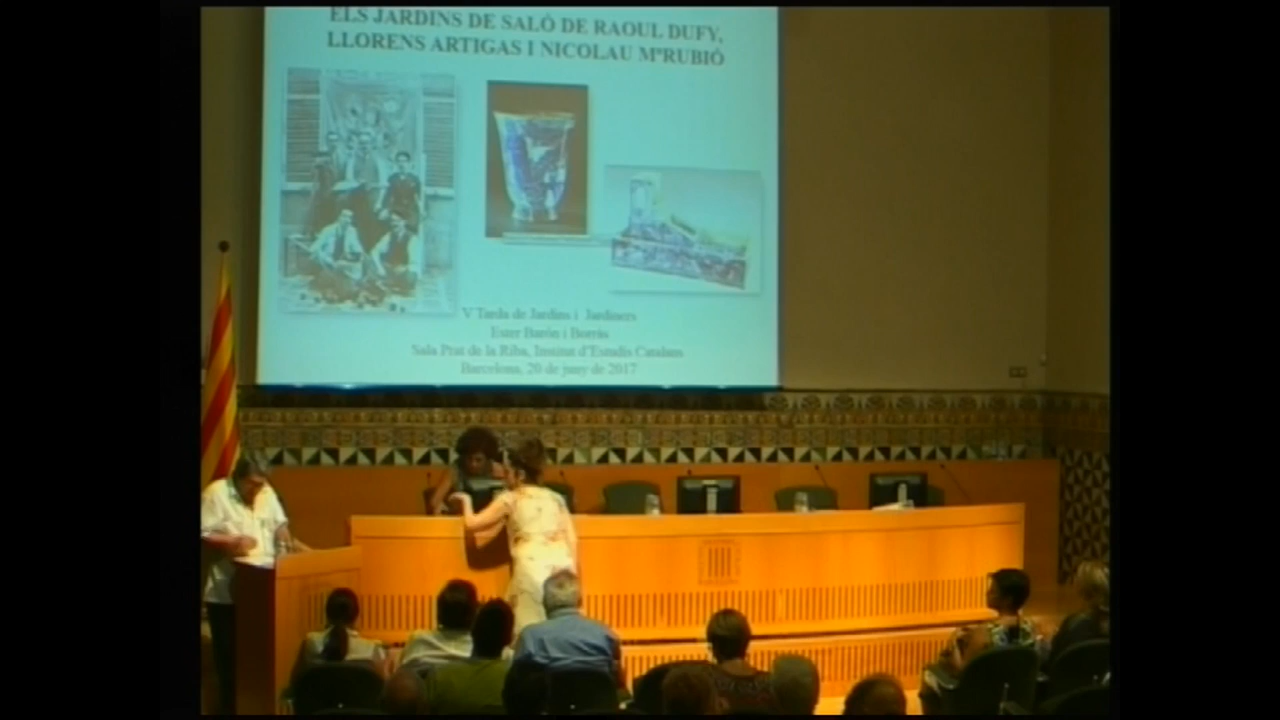 ELS JARDINS DE SALÓ DE RAOUL DUFY,
LLORENS ARTIGAS I NICOLAU MªRUBIÓ
V Tarda de Jardins i Jardiners
Ester Barón i Borràs
Sala Prat de la Riba, Institut d'Estudis Catalans
Barcelona, 20 de juny de 2017